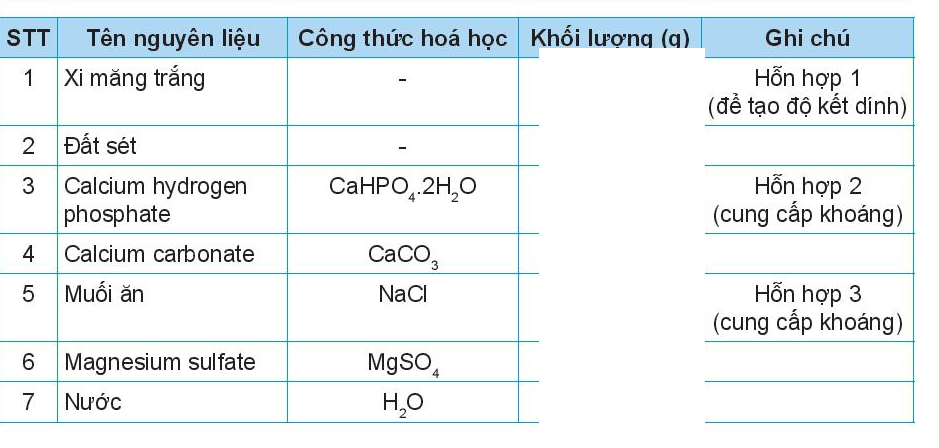 STT Tên nguyên liệu Công thức hoá học Khối lượng (g) Ghi chú
1 Xi măng trắng - Hỗn hợp 1
(để tạo độ kết dính)
2 Đất sét -
3 Calcium hydrogen CaHPO₄.2H₂O Hỗn hợp 2
phosphate (cung cấp khoáng)
4 Calcium carbonate CaCO₃
5 Muối ăn NaCl Hỗn hợp 3
(cung cấp khoáng)
6 Magnesium sulfate MgSO₄
7 Nước H₂O